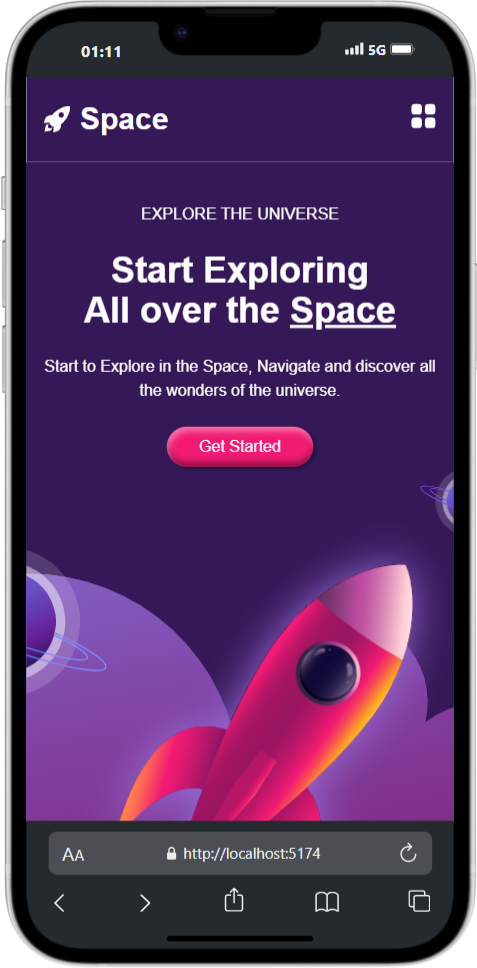 01:11
5G
Space
EXPLORE THE UNIVERSE
Start Exploring
All over the Space
Start to Explore in the Space, Navigate and discover all
the wonders of the universe.
Get Started
AA
http://localhost:5174